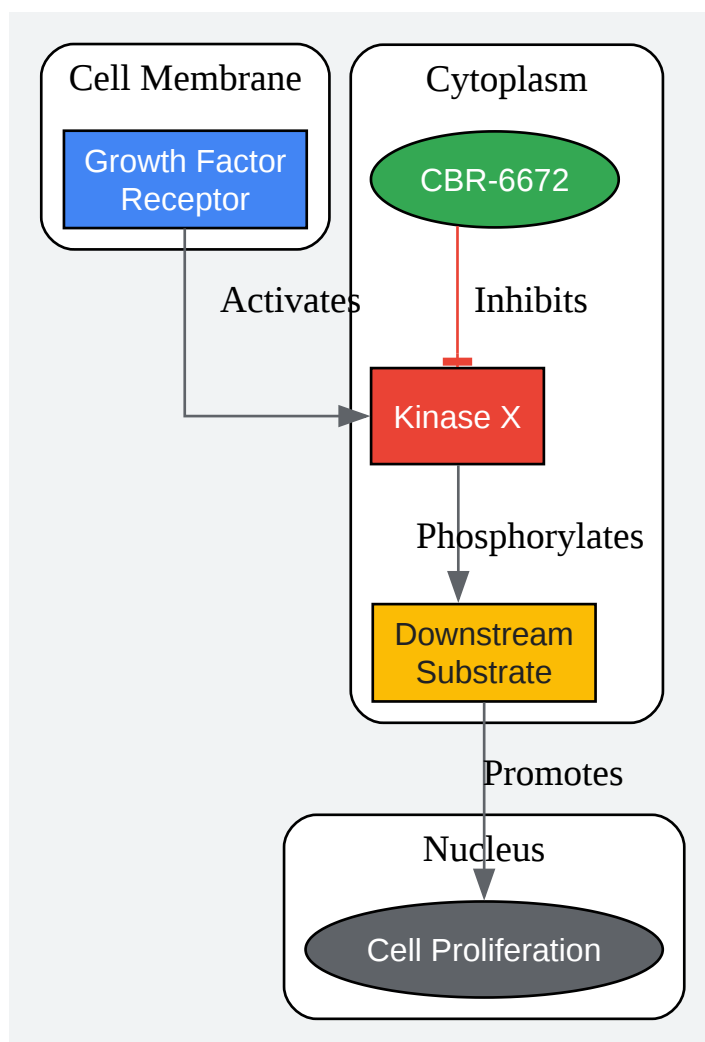 Cell Membrane
Cytoplasm
Growth Factor
Receptor
CBR-6672
Activates
Inhibits
Kinase X
Phosphorylates
Downstream
Substrate
Promotes
Nucleus
Cell Proliferation